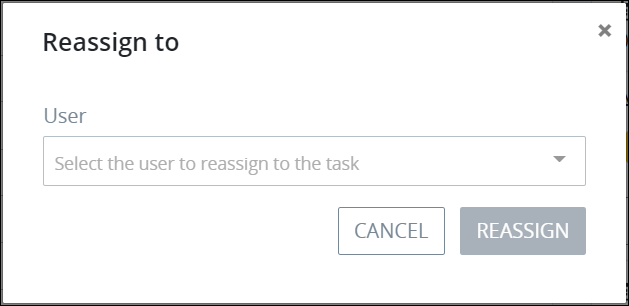 Reassign to
User
Select the user to reassign to the task
CANCEL REASSIGN